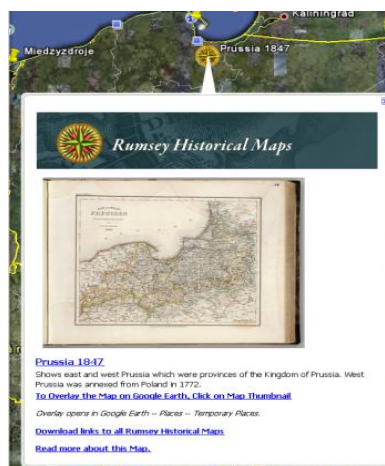 Kaliningrad
Miedzyzdroje
Prussia 1847
Rumsey Historical Maps
PRUSSIA
Prussia 1847
Shows east and west Prussia which were provinces of the Kingdom of Prussia. West
Prussia was annexed from Poland in 1772.
To Overlay the Map on Google Earth, Click on Map Thumbnail
Overlay opens in Google Earth -- Places -- Temporary Places.
Download links to all Rumsey Historical Maps
Read more about this Map.